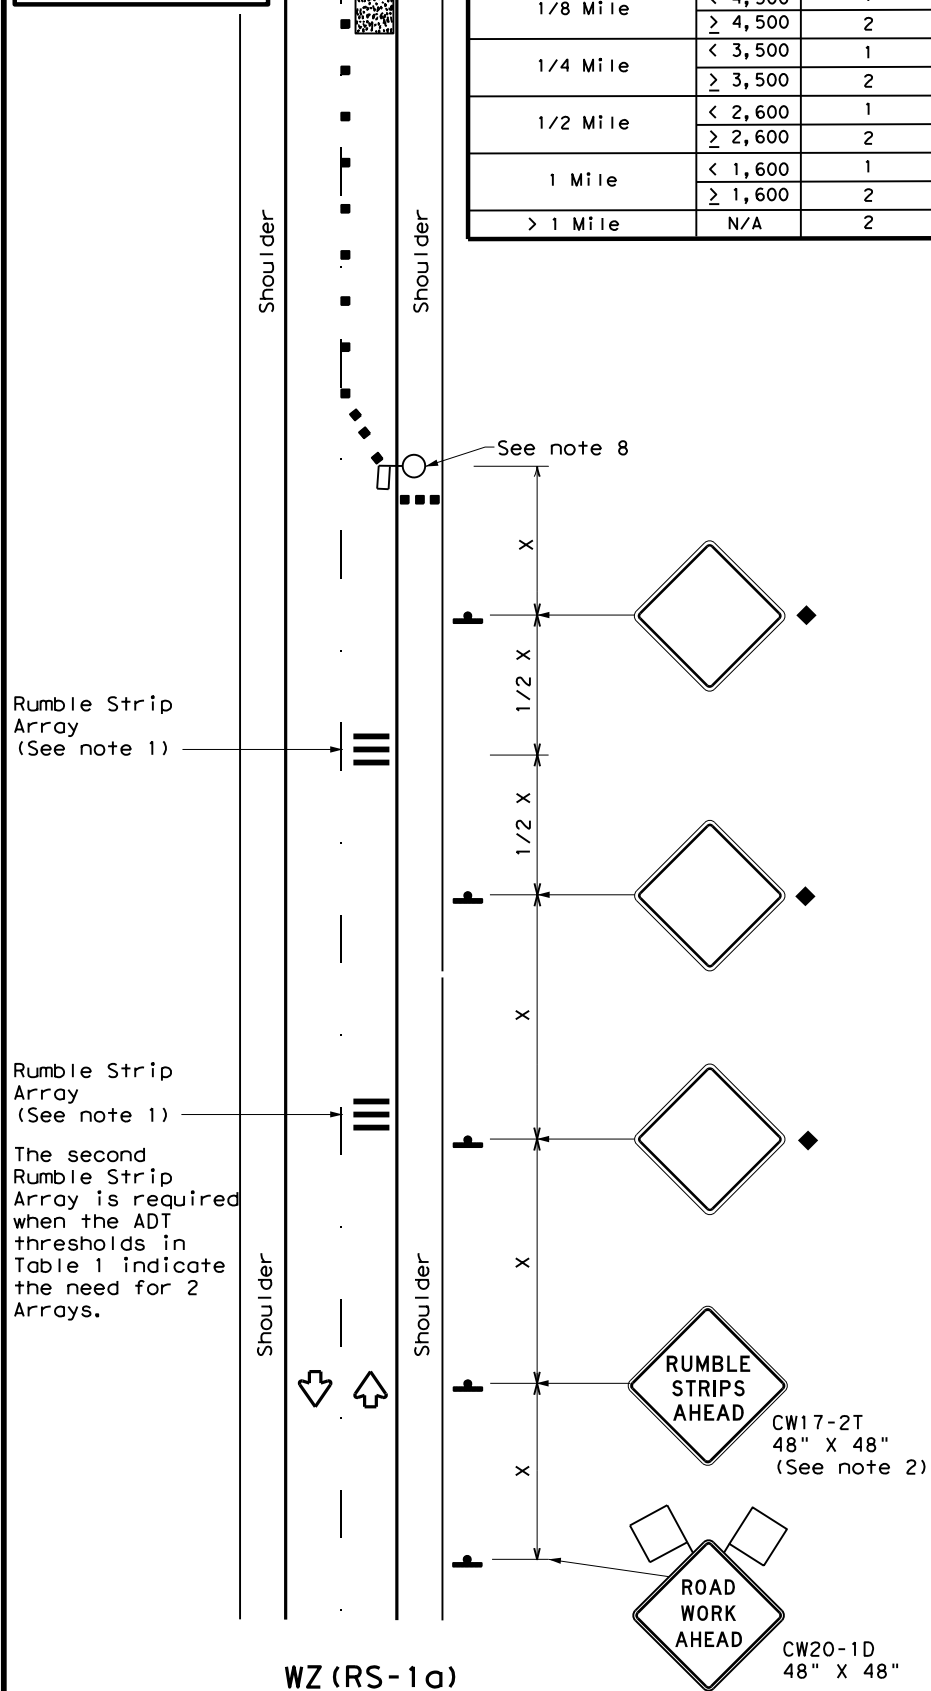 1/8 Mile
< 4,500 1
≥ 4,500 2
1/4 Mile
< 3,500 1
≥ 3,500 2
1/2 Mile
< 2,600 1
≥ 2,600 2
1 Mile
< 1,600 1
≥ 1,600 2
> 1 Mile N/A 2
Shoulder
Shoulder
See note 8
X
1/2 X
Rumble Strip
Array
(See note 1)
1/2 X
X
Rumble Strip
Array
(See note 1)
The second
Rumble Strip
Array is required
when the ADT
thresholds in
Table 1 indicate
the need for 2
Arrays.
Shoulder
Shoulder
X
RUMBLE
STRIPS
AHEAD
CW17-2T
48" X 48"
(See note 2)
X
ROAD
WORK
AHEAD
CW20-1D
48" X 48"
WZ(RS-1a)